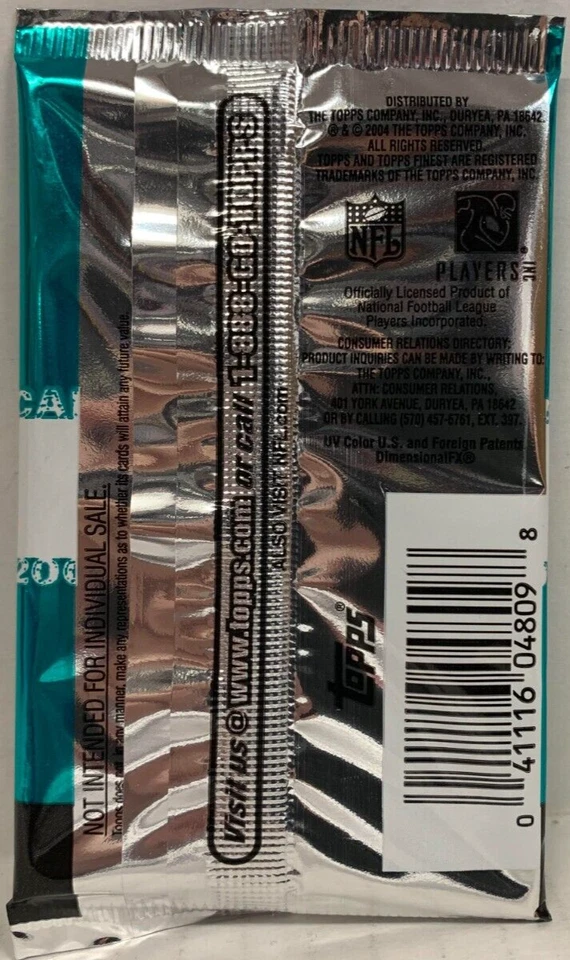 DISTRIBUTED BY
THE TOPPS COMPANY, INC., DURYEA, PA 18642.
® & © 2004 THE TOPPS COMPANY, INC.
ALL RIGHTS RESERVED.
TOPPS AND TOPPS FINEST ARE REGISTERED
TRADEMARKS OF THE TOPPS COMPANY, INC.
NFL
PLAYERS INC
Officially Licensed Product of
National Football League
Players Incorporated.
CONSUMER RELATIONS DIRECTORY:
PRODUCT INQUIRIES CAN BE MADE BY WRITING TO:
THE TOPPS COMPANY, INC.,
ATTN: CONSUMER RELATIONS,
401 YORK AVENUE, DURYEA, PA 18642
OR BY CALLING (570) 457-6761, EXT. 397.
UV Color U.S. and Foreign Patents
DimensionalFX®
topps®
0 41116 04809 8
ALSO VISIT NFL.com
Visit us @ www.topps.com or call 1-888-GO-TOPPS
NOT INTENDED FOR INDIVIDUAL SALE.
Topps does not, in any manner, make any representations as to whether its cards will attain any future value.